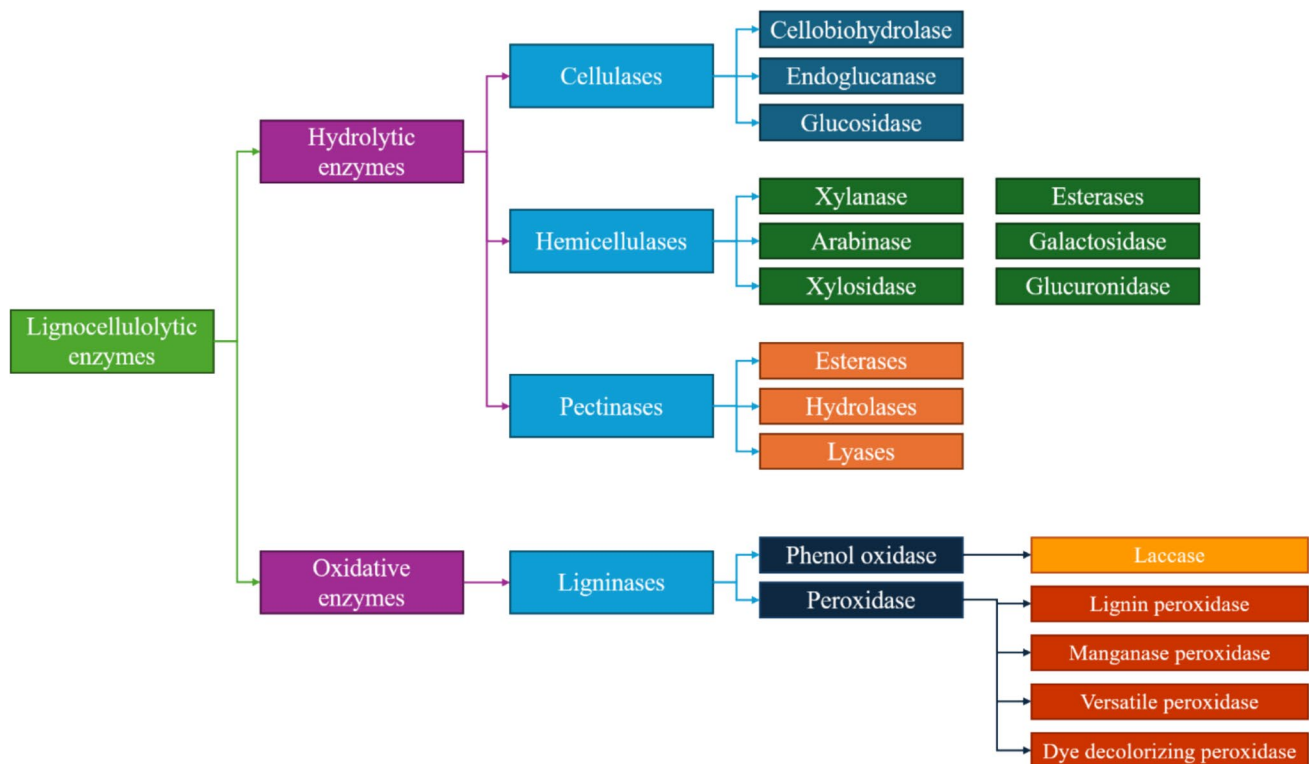 Lignocellulolytic
enzymes
Hydrolytic
enzymes
Cellulases
Cellobiohydrolase
Endoglucanase
Glucosidase
Hemicellulases
Xylanase
Arabinase
Xylosidase
Esterases
Galactosidase
Glucuronidase
Pectinases
Esterases
Hydrolases
Lyases
Oxidative
enzymes
Ligninases
Phenol oxidase
Laccase
Peroxidase
Lignin peroxidase
Manganase peroxidase
Versatile peroxidase
Dye decolorizing peroxidase